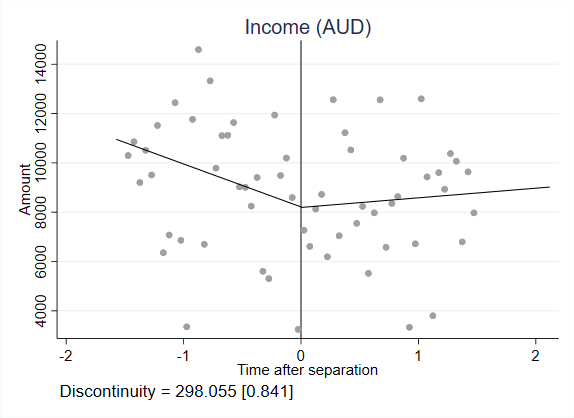 Income (AUD)
Amount
14000
12000
10000
8000
6000
4000
-2 -1 0 1 2
Time after separation
Discontinuity = 298.055 [0.841]